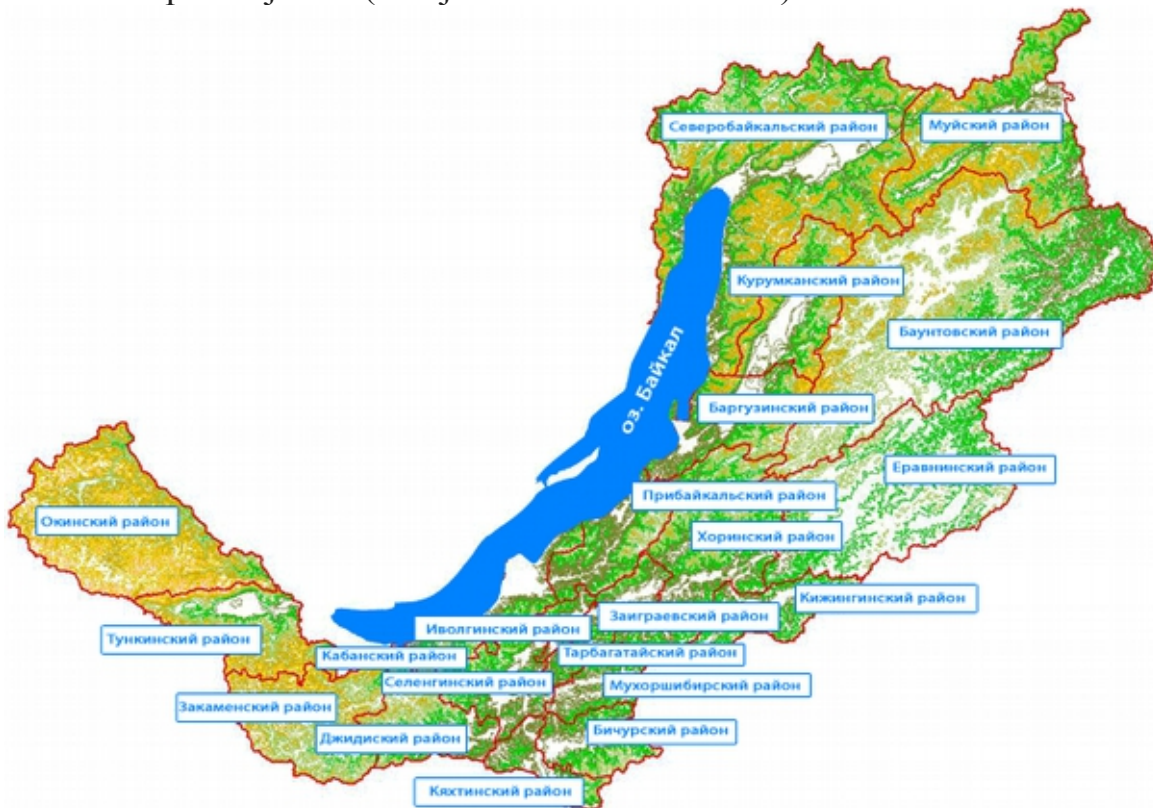 Северобайкальский район
Муйский район
Курумканский район
Баунтовский район
оз. Байкал
Баргузинский район
Еравнинский район
Прибайкальский район
Окинский район
Хоринский район
Кижингинский район
Заиграевский район
Иволгинский район
Тункинский район
Тарбагатайский район
Кабанский район
Селенгинский район
Мухоршибирский район
Закаменский район
Бичурский район
Джидиский район
Кяхтинский район